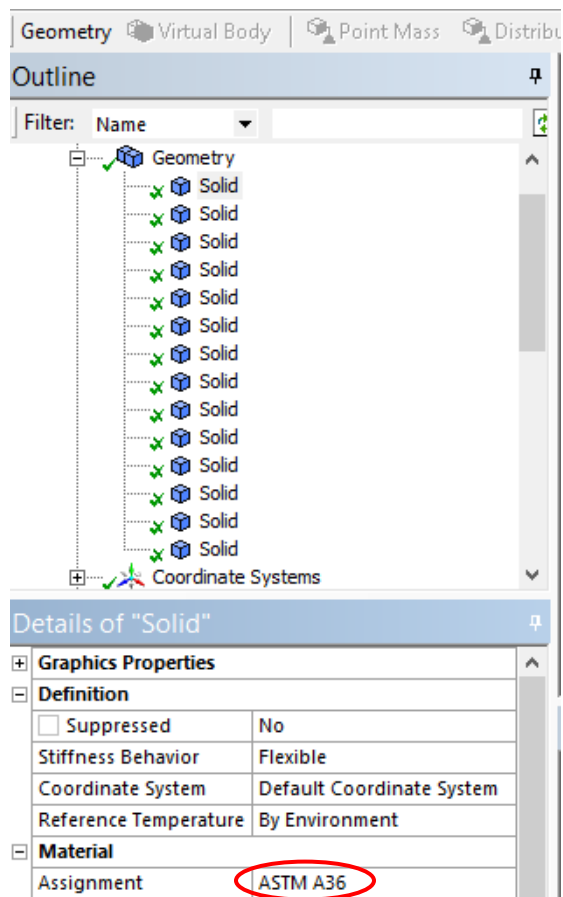 Geometry Virtual Body Point Mass Distribu
Outline
Filter: Name
Geometry
Solid
Solid
Solid
Solid
Solid
Solid
Solid
Solid
Solid
Solid
Solid
Solid
Solid
Solid
Coordinate Systems
Details of "Solid"
Graphics Properties
Definition
Suppressed No
Stiffness Behavior Flexible
Coordinate System Default Coordinate System
Reference Temperature By Environment
Material
Assignment ASTM A36